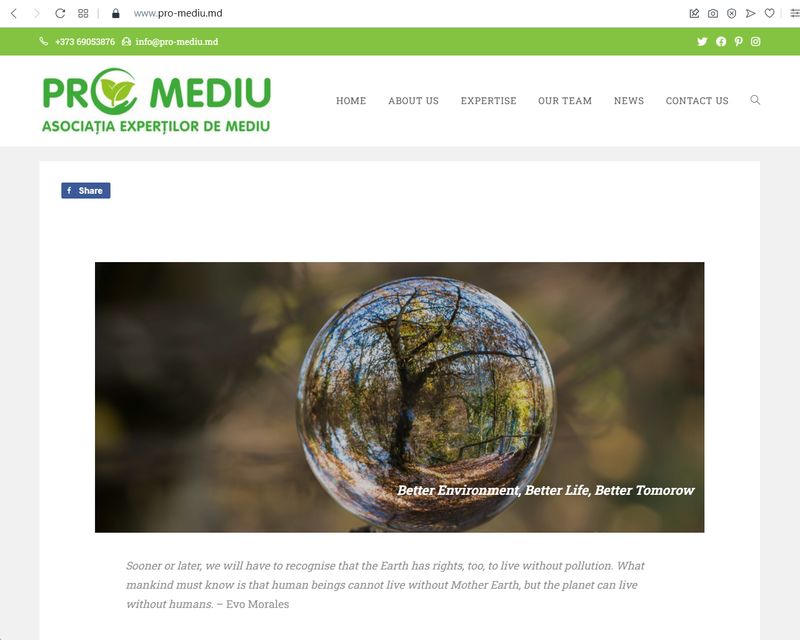 www.pro-mediu.md
+373 69053876 info@pro-mediu.md
PRO MEDIU
ASOCIAȚIA EXPERȚILOR DE MEDIU
HOME ABOUT US EXPERTISE OUR TEAM NEWS CONTACT US
Share
Better Environment, Better Life, Better Tomorow
Sooner or later, we will have to recognise that the Earth has rights, too, to live without pollution. What
mankind must know is that human beings cannot live without Mother Earth, but the planet can live
without humans. – Evo Morales